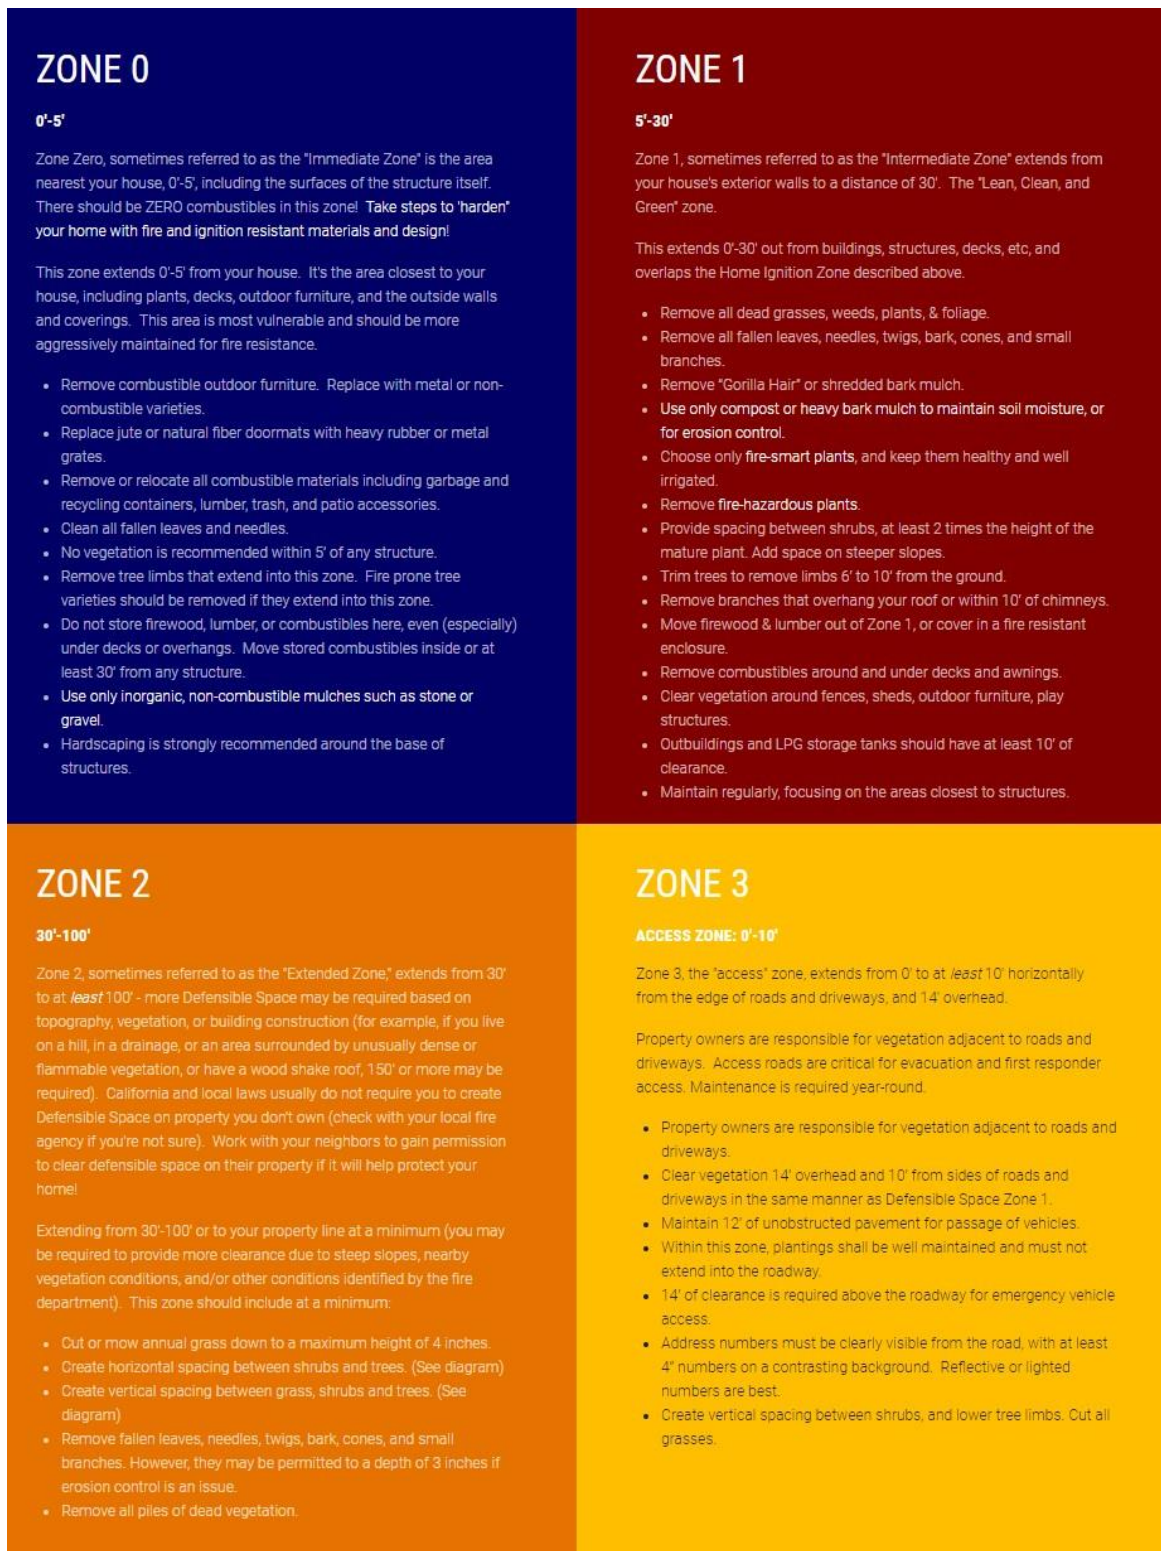 ZONE 0
0'-5'
Zone Zero, sometimes referred to as the "Immediate Zone" is the area
nearest your house, 0'-5', including the surfaces of the structure itself.
There should be ZERO combustibles in this zone!  Take steps to 'harden"
your home with fire and ignition resistant materials and design!
This zone extends 0'-5' from your house.  It's the area closest to your
house, including plants, decks, outdoor furniture, and the outside walls
and coverings.  This area is most vulnerable and should be more
aggressively maintained for fire resistance.
• Remove combustible outdoor furniture.  Replace with metal or non-
combustible varieties.
• Replace jute or natural fiber doormats with heavy rubber or metal
grates.
• Remove or relocate all combustible materials including garbage and
recycling containers, lumber, trash, and patio accessories.
• Clean all fallen leaves and needles.
• No vegetation is recommended within 5' of any structure.
• Remove tree limbs that extend into this zone.  Fire prone tree
varieties should be removed if they extend into this zone.
• Do not store firewood, lumber, or combustibles here, even (especially)
under decks or overhangs.  Move stored combustibles inside or at
least 30' from any structure.
• Use only inorganic, non-combustible mulches such as stone or
gravel.
• Hardscaping is strongly recommended around the base of
structures.
ZONE 1
5'-30'
Zone 1, sometimes referred to as the "Intermediate Zone" extends from
your house's exterior walls to a distance of 30'.  The "Lean, Clean, and
Green" zone.
This extends 0'-30' out from buildings, structures, decks, etc, and
overlaps the Home Ignition Zone described above.
• Remove all dead grasses, weeds, plants, & foliage.
• Remove all fallen leaves, needles, twigs, bark, cones, and small
branches.
• Remove "Gorilla Hair" or shredded bark mulch.
• Use only compost or heavy bark mulch to maintain soil moisture, or
for erosion control.
• Choose only fire-smart plants, and keep them healthy and well
irrigated.
• Remove fire-hazardous plants.
• Provide spacing between shrubs, at least 2 times the height of the
mature plant. Add space on steeper slopes.
• Trim trees to remove limbs 6' to 10' from the ground.
• Remove branches that overhang your roof or within 10' of chimneys.
• Move firewood & lumber out of Zone 1, or cover in a fire resistant
enclosure.
• Remove combustibles around and under decks and awnings.
• Clear vegetation around fences, sheds, outdoor furniture, play
structures.
• Outbuildings and LPG storage tanks should have at least 10' of
clearance.
• Maintain regularly, focusing on the areas closest to structures.
ZONE 2
30'-100'
Zone 2, sometimes referred to as the "Extended Zone," extends from 30'
to at least 100' - more Defensible Space may be required based on
topography, vegetation, or building construction (for example, if you live
on a hill, in a drainage, or an area surrounded by unusually dense or
flammable vegetation, or have a wood shake roof, 150' or more may be
required).  California and local laws usually do not require you to create
Defensible Space on property you don't own (check with your local fire
agency if you're not sure).  Work with your neighbors to gain permission
to clear defensible space on their property if it will help protect your
home!
Extending from 30'-100' or to your property line at a minimum (you may
be required to provide more clearance due to steep slopes, nearby
vegetation conditions, and/or other conditions identified by the fire
department).  This zone should include at a minimum:
• Cut or mow annual grass down to a maximum height of 4 inches.
• Create horizontal spacing between shrubs and trees. (See diagram)
• Create vertical spacing between grass, shrubs and trees. (See
diagram)
• Remove fallen leaves, needles, twigs, bark, cones, and small
branches. However, they may be permitted to a depth of 3 inches if
erosion control is an issue.
• Remove all piles of dead vegetation.
ZONE 3
ACCESS ZONE: 0'-10'
Zone 3, the "access" zone, extends from 0' to at least 10' horizontally
from the edge of roads and driveways, and 14' overhead.
Property owners are responsible for vegetation adjacent to roads and
driveways.  Access roads are critical for evacuation and first responder
access. Maintenance is required year-round.
• Property owners are responsible for vegetation adjacent to roads and
driveways.
• Clear vegetation 14' overhead and 10' from sides of roads and
driveways in the same manner as Defensible Space Zone 1.
• Maintain 12' of unobstructed pavement for passage of vehicles.
• Within this zone, plantings shall be well maintained and must not
extend into the roadway.
• 14' of clearance is required above the roadway for emergency vehicle
access.
• Address numbers must be clearly visible from the road, with at least
4" numbers on a contrasting background.  Reflective or lighted
numbers are best.
• Create vertical spacing between shrubs, and lower tree limbs. Cut all
grasses.